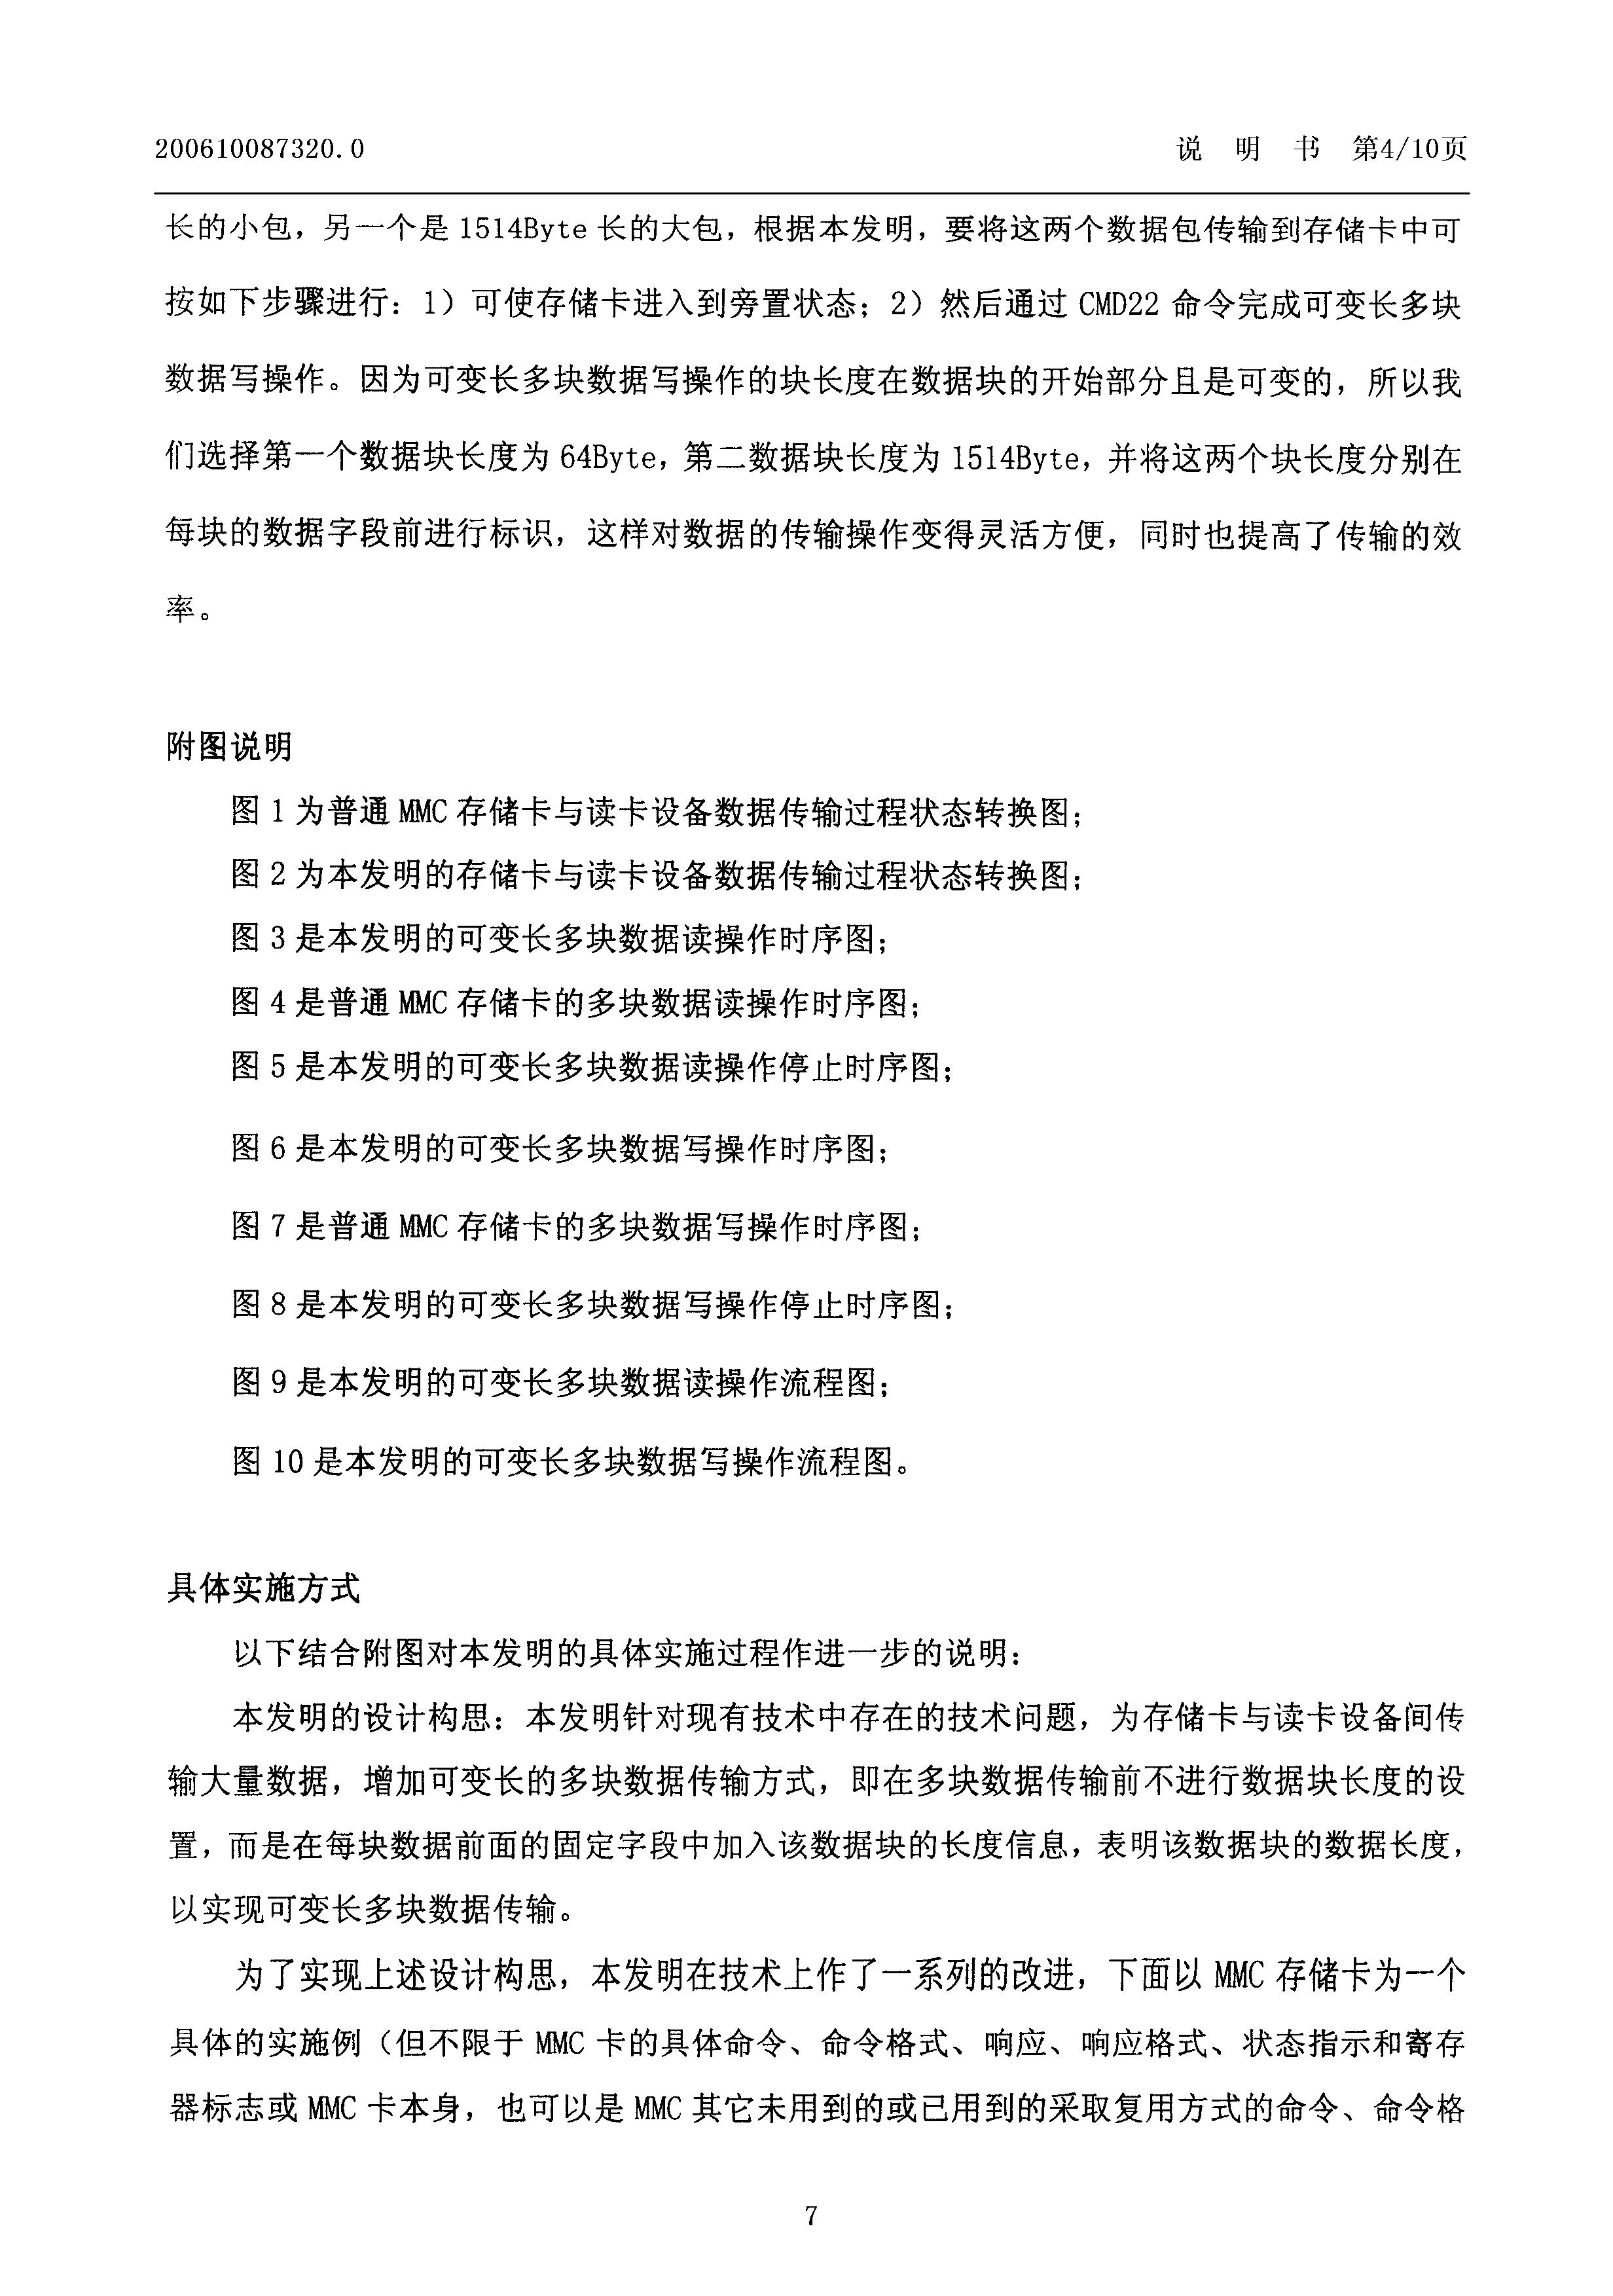 200610087320.0 说 明 书 第4/10页
长的小包，另一个是 1514Byte 长的大包，根据本发明，要将这两个数据包传输到存储卡中可
按如下步骤进行：1）可使存储卡进入到旁置状态；2）然后通过 CMD22 命令完成可变长多块
数据写操作。因为可变长多块数据写操作的块长度在数据块的开始部分且是可变的，所以我
们选择第一个数据块长度为 64Byte，第二数据块长度为 1514Byte，并将这两个块长度分别在
每块的数据字段前进行标识，这样对数据的传输操作变得灵活方便，同时也提高了传输的效
率。
附图说明
图 1 为普通 MMC 存储卡与读卡设备数据传输过程状态转换图；
图 2 为本发明的存储卡与读卡设备数据传输过程状态转换图；
图 3 是本发明的可变长多块数据读操作时序图；
图 4 是普通 MMC 存储卡的多块数据读操作时序图；
图 5 是本发明的可变长多块数据读操作停止时序图；
图 6 是本发明的可变长多块数据写操作时序图；
图 7 是普通 MMC 存储卡的多块数据写操作时序图；
图 8 是本发明的可变长多块数据写操作停止时序图；
图 9 是本发明的可变长多块数据读操作流程图；
图 10 是本发明的可变长多块数据写操作流程图。
具体实施方式
以下结合附图对本发明的具体实施过程作进一步的说明：
本发明的设计构思：本发明针对现有技术中存在的技术问题，为存储卡与读卡设备间传
输大量数据，增加可变长的多块数据传输方式，即在多块数据传输前不进行数据块长度的设
置，而是在每块数据前面的固定字段中加入该数据块的长度信息，表明该数据块的数据长度，
以实现可变长多块数据传输。
为了实现上述设计构思，本发明在技术上作了一系列的改进，下面以 MMC 存储卡为一个
具体的实施例（但不限于 MMC 卡的具体命令、命令格式、响应、响应格式、状态指示和寄存
器标志或 MMC 卡本身，也可以是 MMC 其它未用到的或已用到的采取复用方式的命令、命令格
7